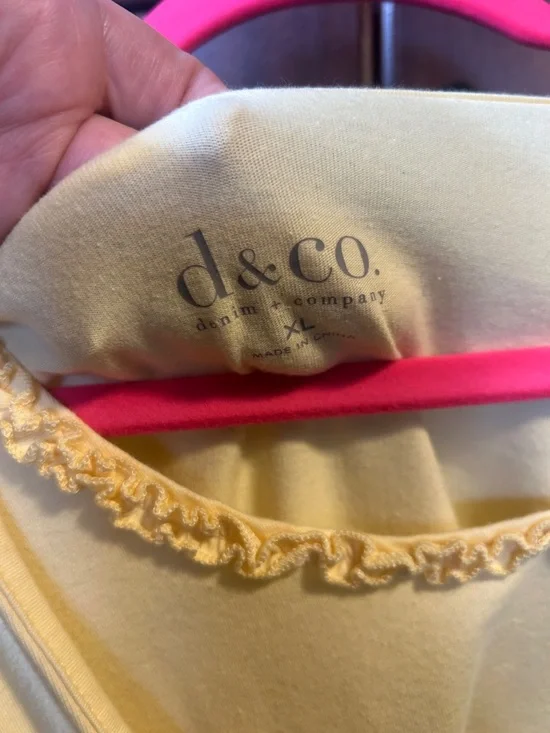 d&co.
denim + company
XL
MADE IN CHINA